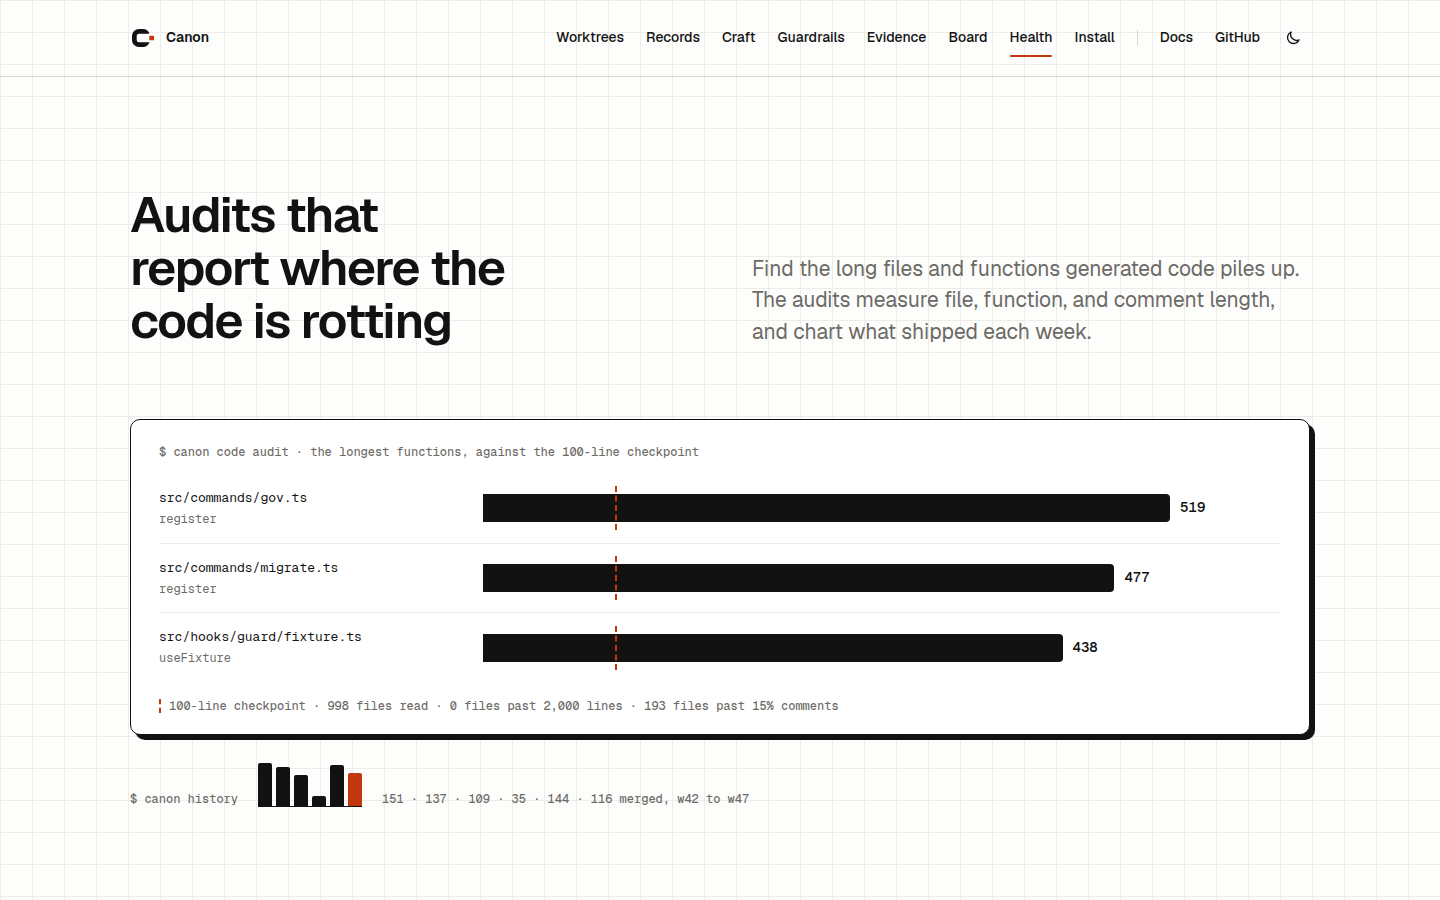 Canon
Worktrees Records Craft Guardrails Evidence Board Health Install Docs GitHub
Audits that
report where the
code is rotting
Find the long files and functions generated code piles up.
The audits measure file, function, and comment length,
and chart what shipped each week.
$ canon code audit · the longest functions, against the 100-line checkpoint
src/commands/gov.ts
register
519
src/commands/migrate.ts
register
477
src/hooks/guard/fixture.ts
useFixture
438
100-line checkpoint · 998 files read · 0 files past 2,000 lines · 193 files past 15% comments
$ canon history
151 · 137 · 109 · 35 · 144 · 116 merged, w42 to w47